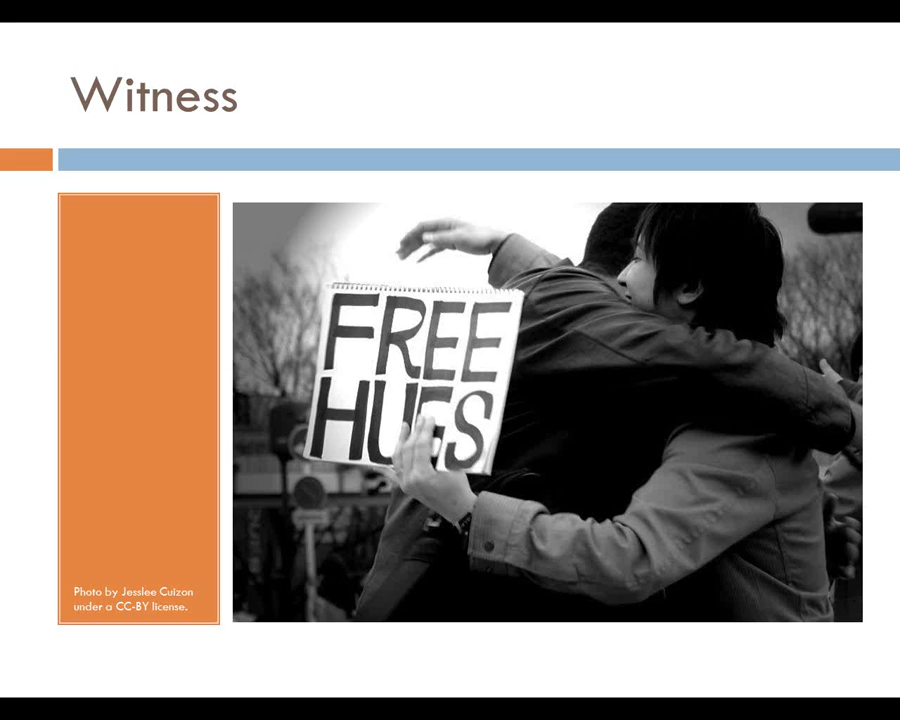 Witness
FREE
HUGS
Photo by Jesslee Cuizon
under a CC-BY license.